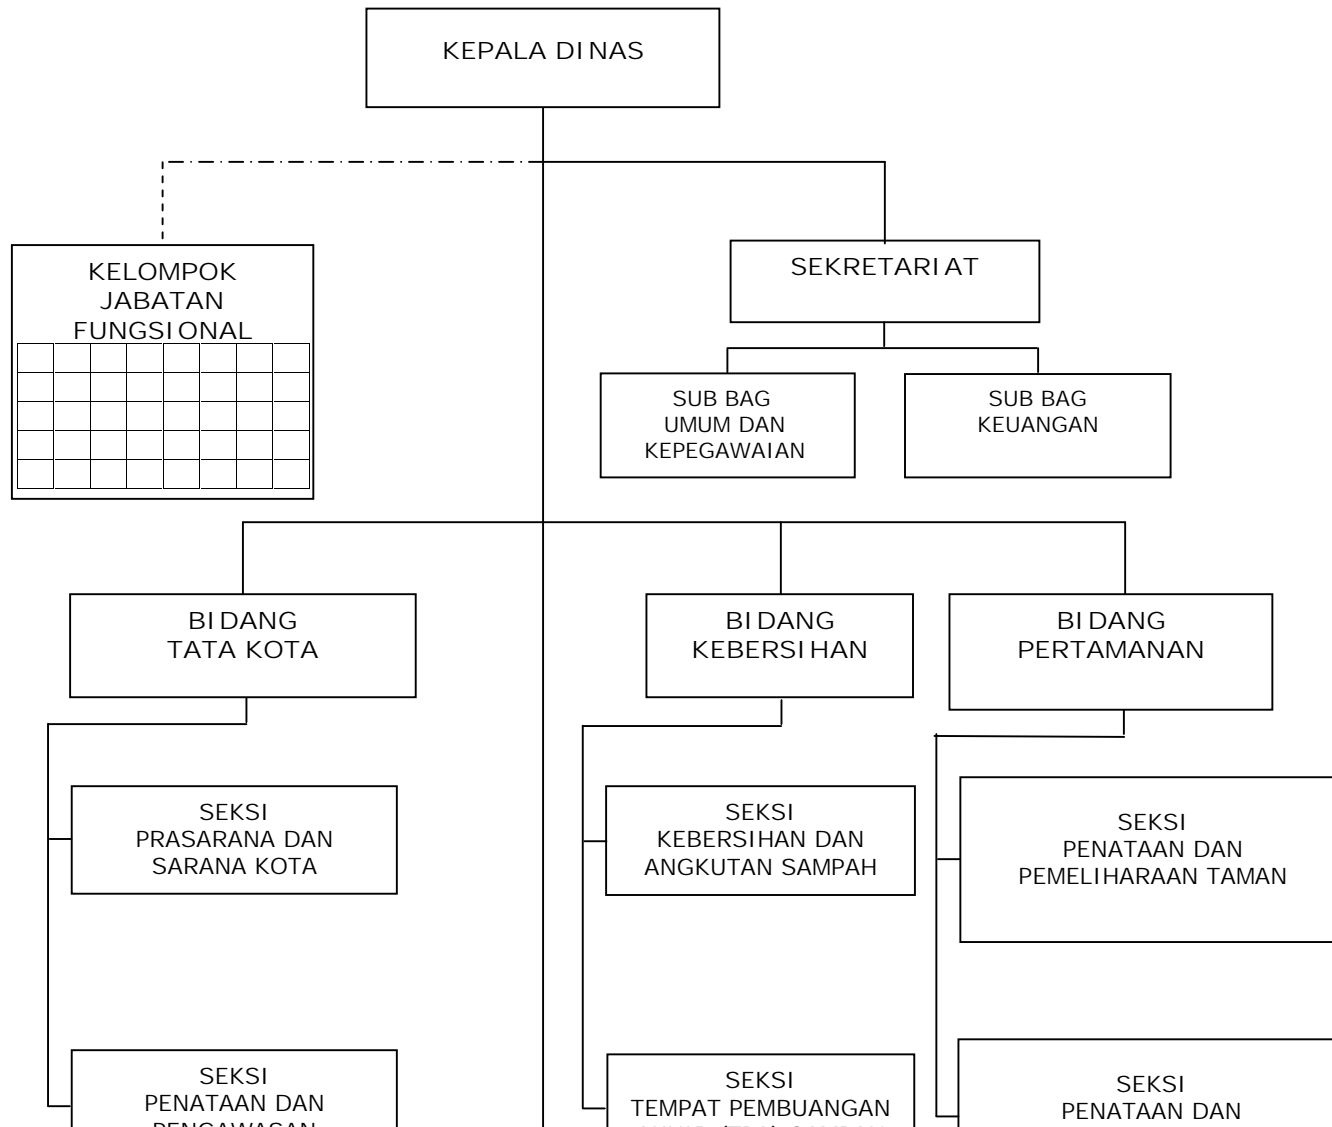 KEPALA DINAS
KELOMPOK
JABATAN
FUNGSIONAL
SEKRETARIAT
SUB BAG
UMUM DAN
KEPEGAWAIAN
SUB BAG
KEUANGAN
BIDANG
TATA KOTA
BIDANG
KEBERSIHAN
BIDANG
PERTAMANAN
SEKSI
PRASARANA DAN
SARANA KOTA
SEKSI
KEBERSIHAN DAN
ANGKUTAN SAMPAH
SEKSI
PENATAAN DAN
PEMELIHARAAN TAMAN
SEKSI
PENATAAN DAN
PENGAWASAN
SEKSI
TEMPAT PEMBUANGAN
SEKSI
PENATAAN DAN